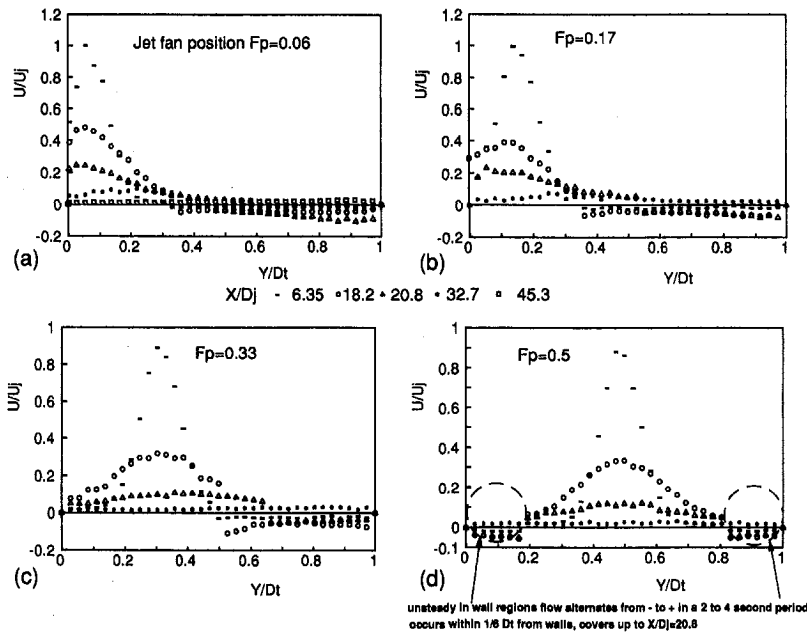 1.2
1
0.8
0.6
0.4
0.2
0
-0.2
U/Uj
Jet fan position Fp=0.06
0 0.2 0.4 0.6 0.8 1
Y/Dt
(a)
1.2
1
0.8
0.6
0.4
0.2
0
-0.2
U/Uj
Fp=0.17
0 0.2 0.4 0.6 0.8 1
Y/Dt
(b)
X/Dj - 6.35 18.2 20.8 32.7 45.3
1
0.8
0.6
0.4
0.2
0
-0.2
U/Uj
Fp=0.33
0 0.2 0.4 0.6 0.8 1
Y/Dt
(c)
1
0.8
0.6
0.4
0.2
0
-0.1
U/Uj
Fp=0.5
0 0.2 0.4 0.6 0.8 1
Y/Dt
(d)
unsteady in wall regions flow alternates from - to + in a 2 to 4 second period
occurs within 1/6 Dt from walls, covers up to X/Dj=20.8